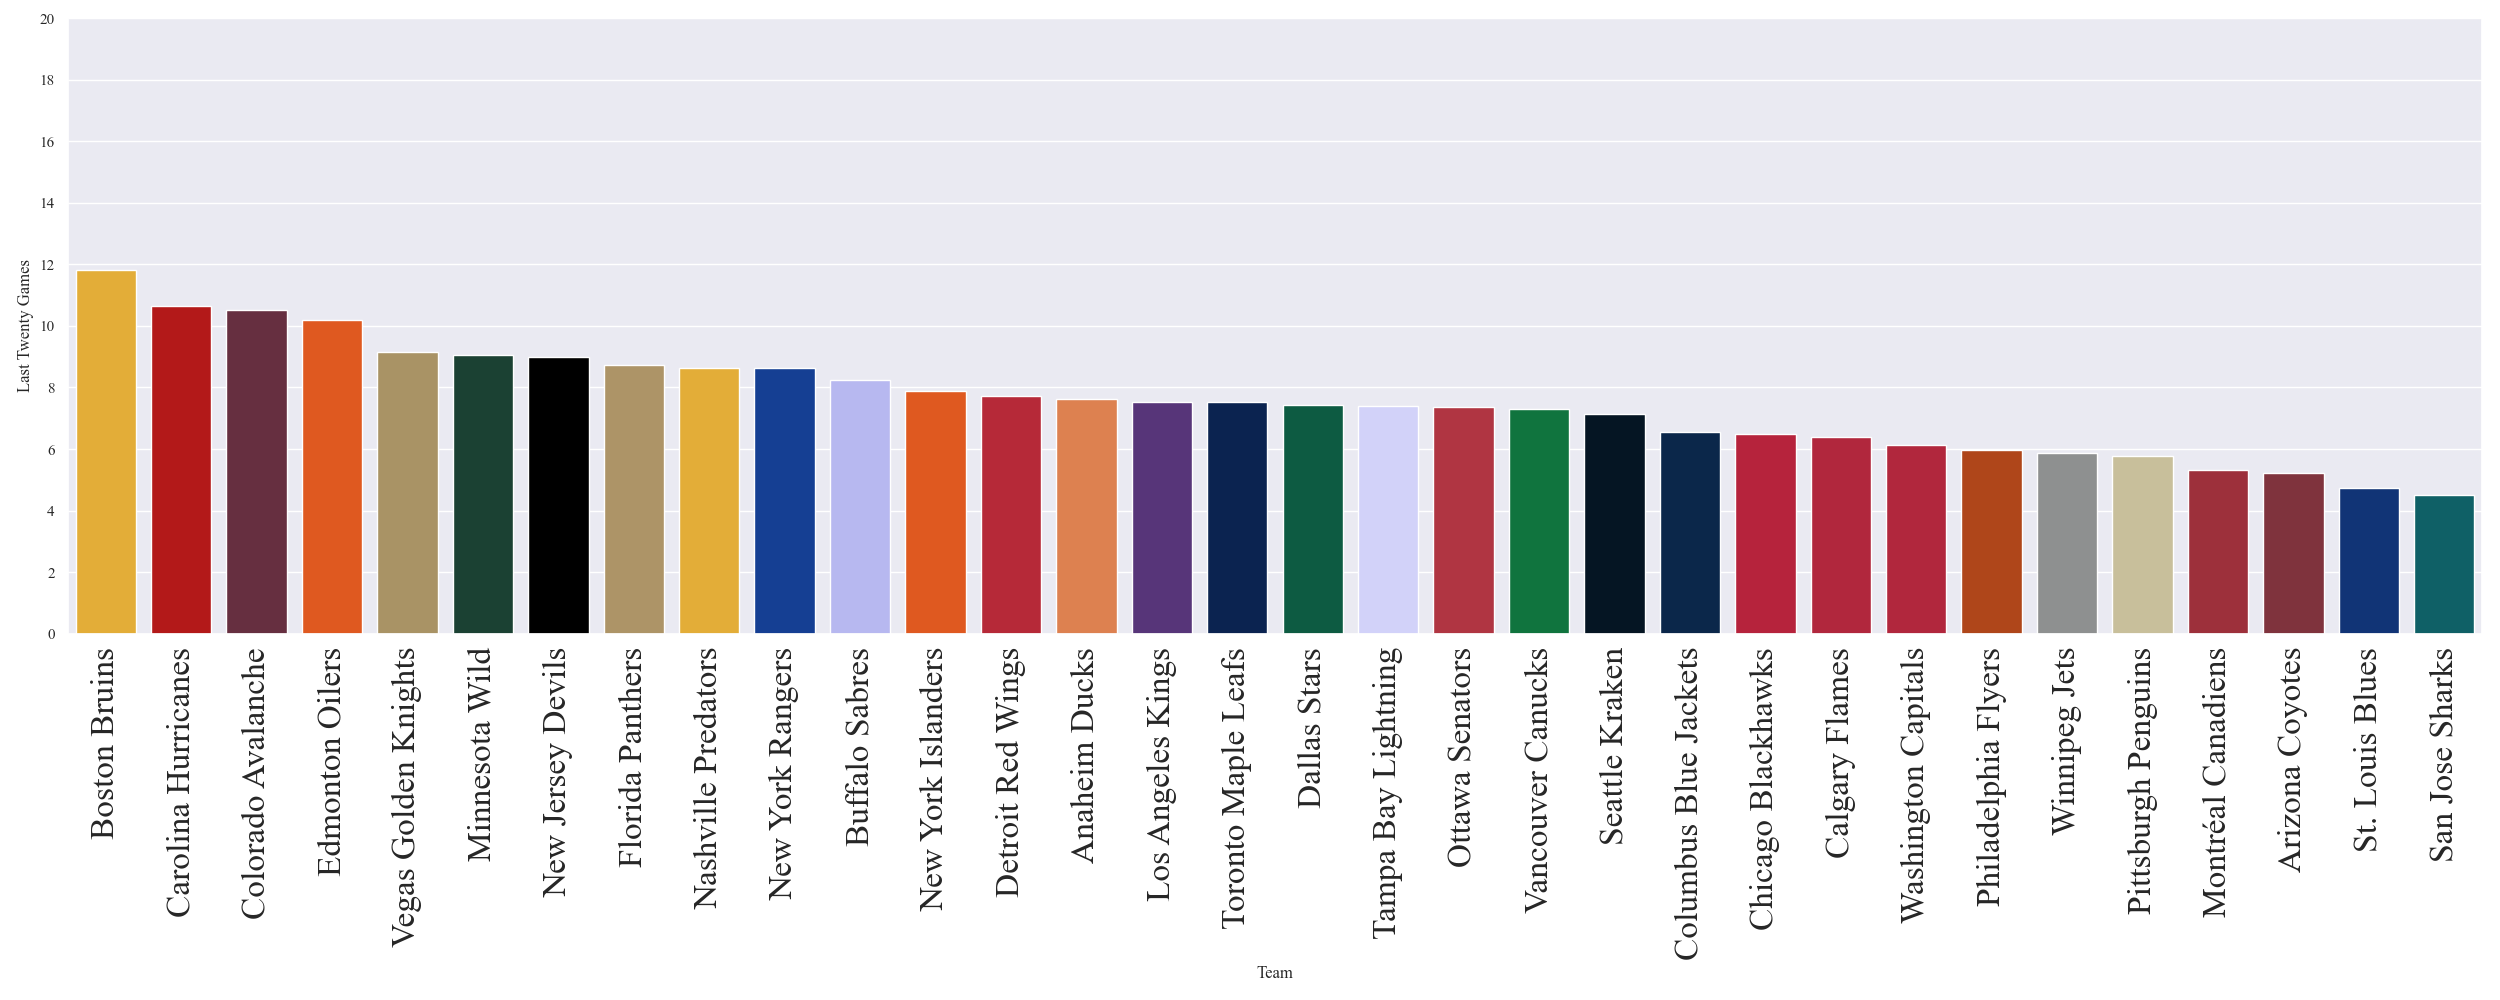 20
18
16
14
12
10
8
6
4
2
0
Last Twenty Games
Boston Bruins
Carolina Hurricanes
Colorado Avalanche
Edmonton Oilers
Vegas Golden Knights
Minnesota Wild
New Jersey Devils
Florida Panthers
Nashville Predators
New York Rangers
Buffalo Sabres
New York Islanders
Detroit Red Wings
Anaheim Ducks
Los Angeles Kings
Toronto Maple Leafs
Dallas Stars
Tampa Bay Lightning
Ottawa Senators
Vancouver Canucks
Seattle Kraken
Columbus Blue Jackets
Chicago Blackhawks
Calgary Flames
Washington Capitals
Philadelphia Flyers
Winnipeg Jets
Pittsburgh Penguins
Montréal Canadiens
Arizona Coyotes
St. Louis Blues
San Jose Sharks
Team